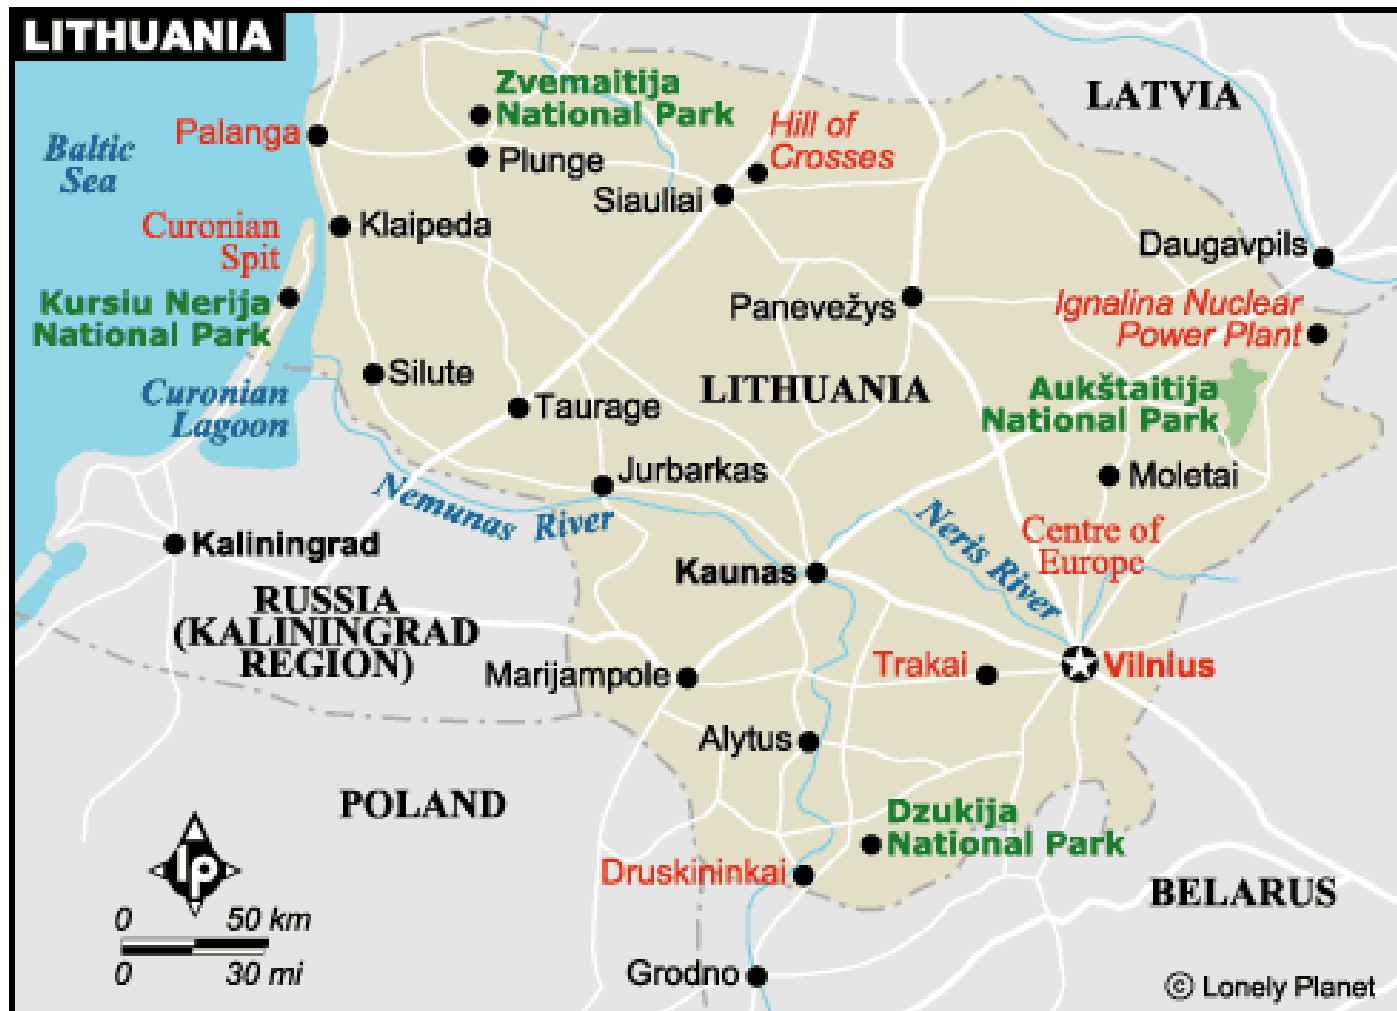 LITHUANIA
Zvemaitija
National Park
LATVIA
Palanga
Hill of
Crosses
Baltic
Sea
Plunge
Siauliai
Curonian
Spit
Klaipeda
Daugavpils
Kursiu Nerija
National Park
Panevežys
Ignalina Nuclear
Power Plant
Silute
LITHUANIA
Aukštaitija
National Park
Curonian
Lagoon
Taurage
Jurbarkas
Moletai
Nemunas River
Neris River
Centre of
Europe
Kaliningrad
Kaunas
RUSSIA
(KALININGRAD
REGION)
Marijampole
Trakai
Vilnius
Alytus
POLAND
Dzukija
National Park
Druskininkai
BELARUS
lp
0 50 km
0 30 mi
Grodno
© Lonely Planet